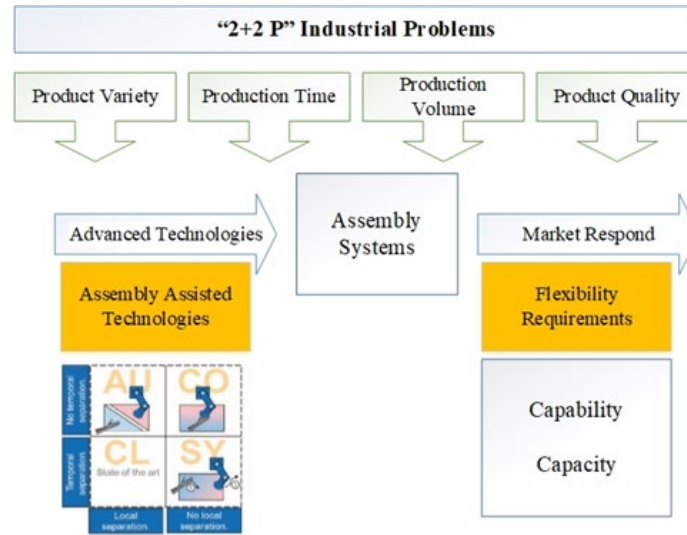 “2+2 P” Industrial Problems
Product Variety
Production Time
Production
Volume
Product Quality
Advanced Technologies
Assembly
Systems
Market Respond
Assembly Assisted
Technologies
Flexibility
Requirements
No temporal
separation.
AU
CO
Temporal
separation.
CL
State of the art
SY
Local
separation.
No local
separation.
Capability
Capacity